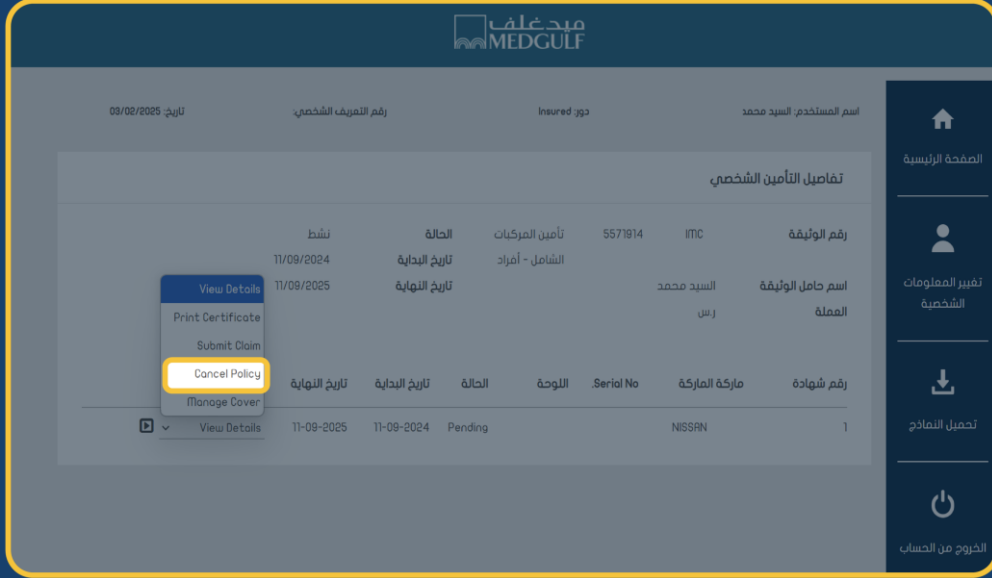 ميد غلف
MEDGULF
اسم المستخدم: السيد محمد
دور: Insured
رقم التعريف الشخصي:
تاريخ: 03/02/2025
الصفحة الرئيسية
تغيير المعلومات
الشخصية
تحميل النماذج
الخروج من الحساب
تفاصيل التأمين الشخصي
رقم الوثيقة IMC 5571914 تأمين المركبات الحالة نشط
الشامل - أفراد تاريخ البداية 11/09/2024
اسم حامل الوثيقة السيد محمد تاريخ النهاية 11/09/2025
العملة ر.س
View Details
Print Certificate
Submit Claim
Cancel Policy
Manage Cover
رقم شهادة ماركة الماركة Serial No. اللوحة الحالة تاريخ البداية تاريخ النهاية
1 NISSAN Pending 11-09-2024 11-09-2025 View Details